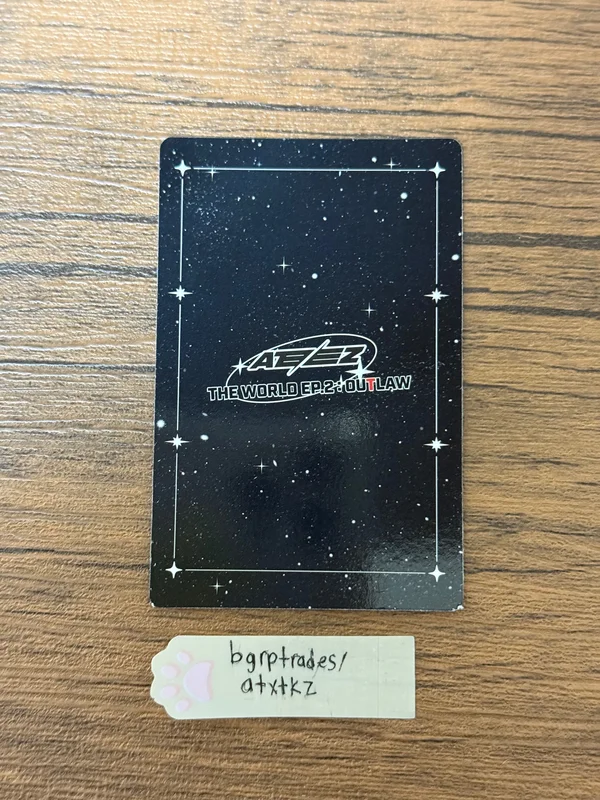 ATEEZ
THE WORLD EP.2 : OUTLAW
bgrptrades/
atxtkz